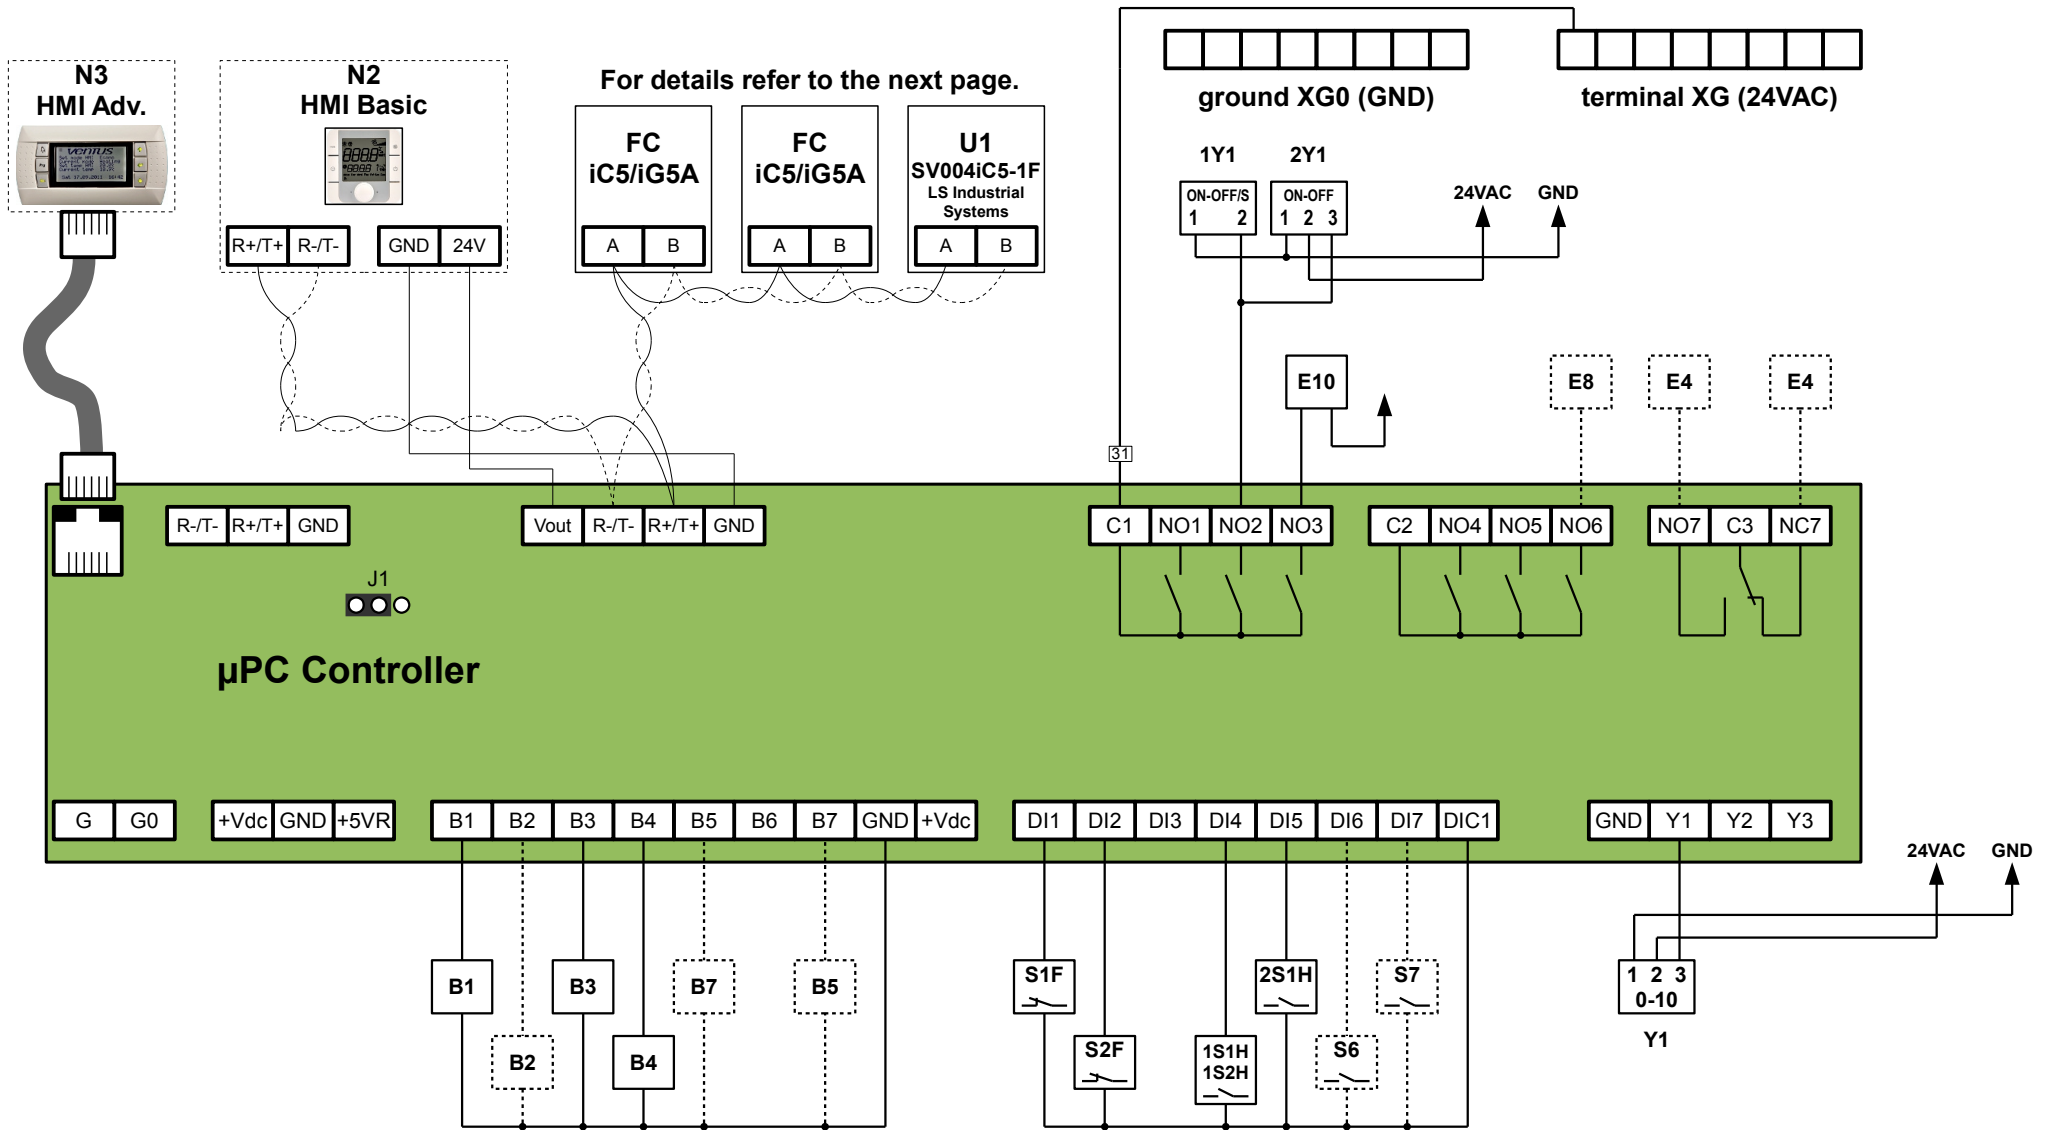 N3
HMI Adv.
ventus
N2
HMI Basic
R+/T+ R-/T- GND 24V
For details refer to the next page.
FC
iC5/iG5A
A B
FC
iC5/iG5A
A B
U1
SV004iC5-1F
LS Industrial
Systems
A B
ground XG0 (GND)
terminal XG (24VAC)
1Y1
ON-OFF/S
1 2
2Y1
ON-OFF
1 2 3
24VAC GND
E10
E8
E4
E4
31
R-/T- R+/T+ GND
Vout R-/T- R+/T+ GND
C1 NO1 NO2 NO3
C2 NO4 NO5 NO6
NO7 C3 NC7
J1
µPC Controller
G G0
+Vdc GND +5VR
B1 B2 B3 B4 B5 B6 B7 GND +Vdc
DI1 DI2 DI3 DI4 DI5 DI6 DI7 DIC1
GND Y1 Y2 Y3
24VAC GND
B1
B3
B7
B5
B2
B4
S1F
2S1H
S7
S2F
1S1H
1S2H
S6
1 2 3
0-10
Y1